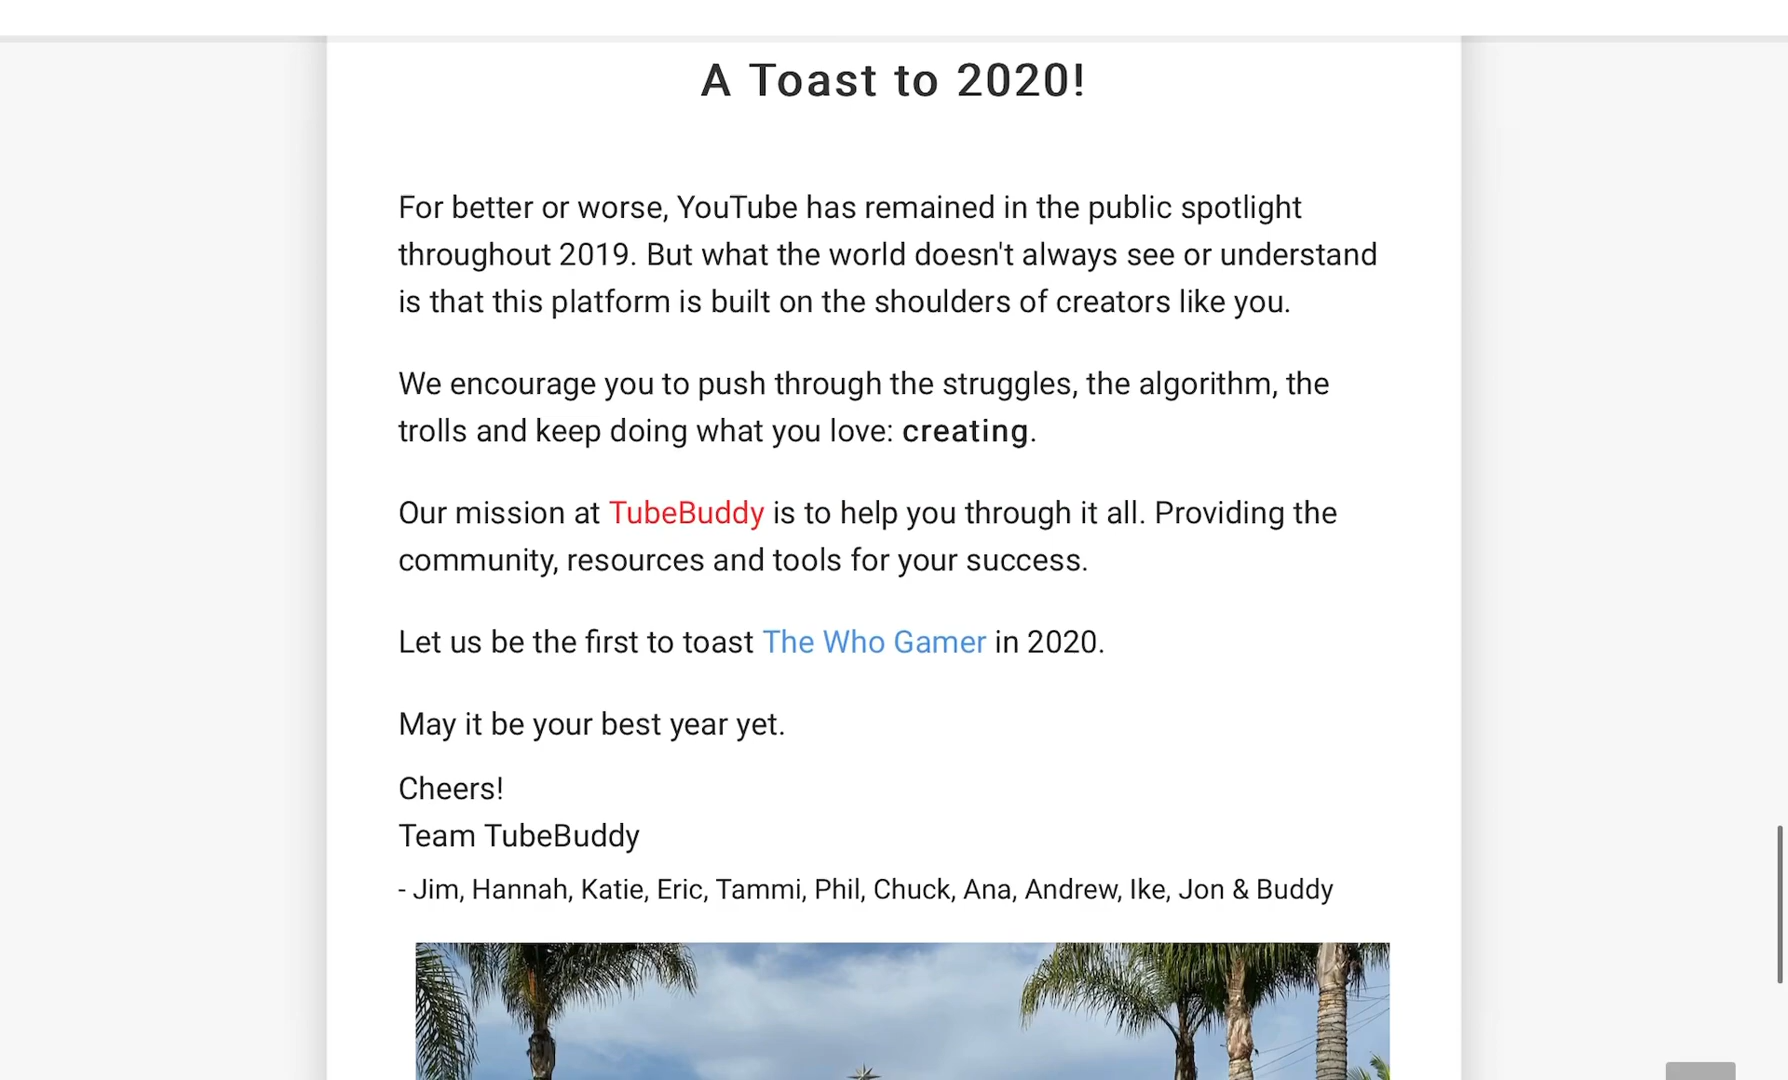 A Toast to 2020!
For better or worse, YouTube has remained in the public spotlight
throughout 2019. But what the world doesn't always see or understand
is that this platform is built on the shoulders of creators like you.
We encourage you to push through the struggles, the algorithm, the
trolls and keep doing what you love: creating.
Our mission at TubeBuddy is to help you through it all. Providing the
community, resources and tools for your success.
Let us be the first to toast The Who Gamer in 2020.
May it be your best year yet.
Cheers!
Team TubeBuddy
- Jim, Hannah, Katie, Eric, Tammi, Phil, Chuck, Ana, Andrew, Ike, Jon & Buddy